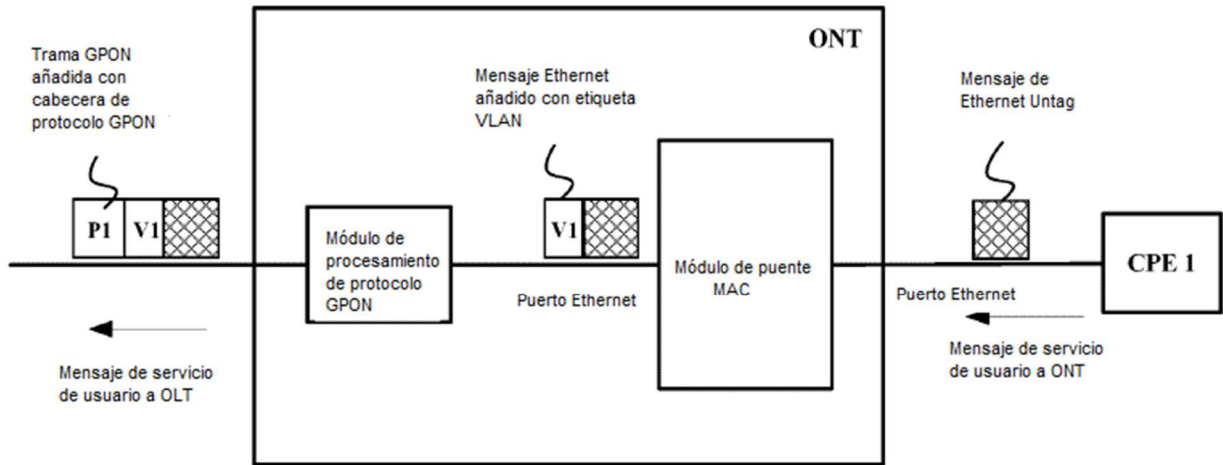 ONT
Trama GPON
añadida con
cabecera de
protocolo GPON
Mensaje Ethernet
añadido con etiqueta
VLAN
Mensaje de
Ethernet Untag
P1
V1
V1
Módulo de
procesamiento
de protocolo
GPON
Puerto Ethernet
Módulo de puente
MAC
Puerto Ethernet
CPE 1
Mensaje de servicio
de usuario a OLT
Mensaje de servicio
de usuario a ONT